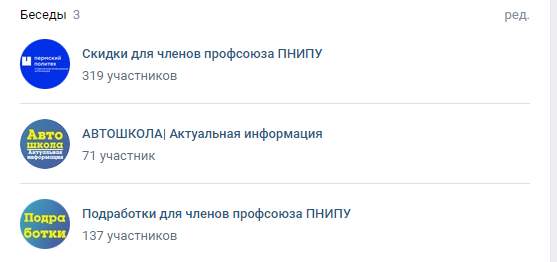 Беседы 3
ред.
пермский
политех
Скидки для членов профсоюза ПНИПУ
319 участников
Авто
школа
Актуальная
информация
АВТОШКОЛА| Актуальная информация
71 участник
Подра
ботки
Подработки для членов профсоюза ПНИПУ
137 участников